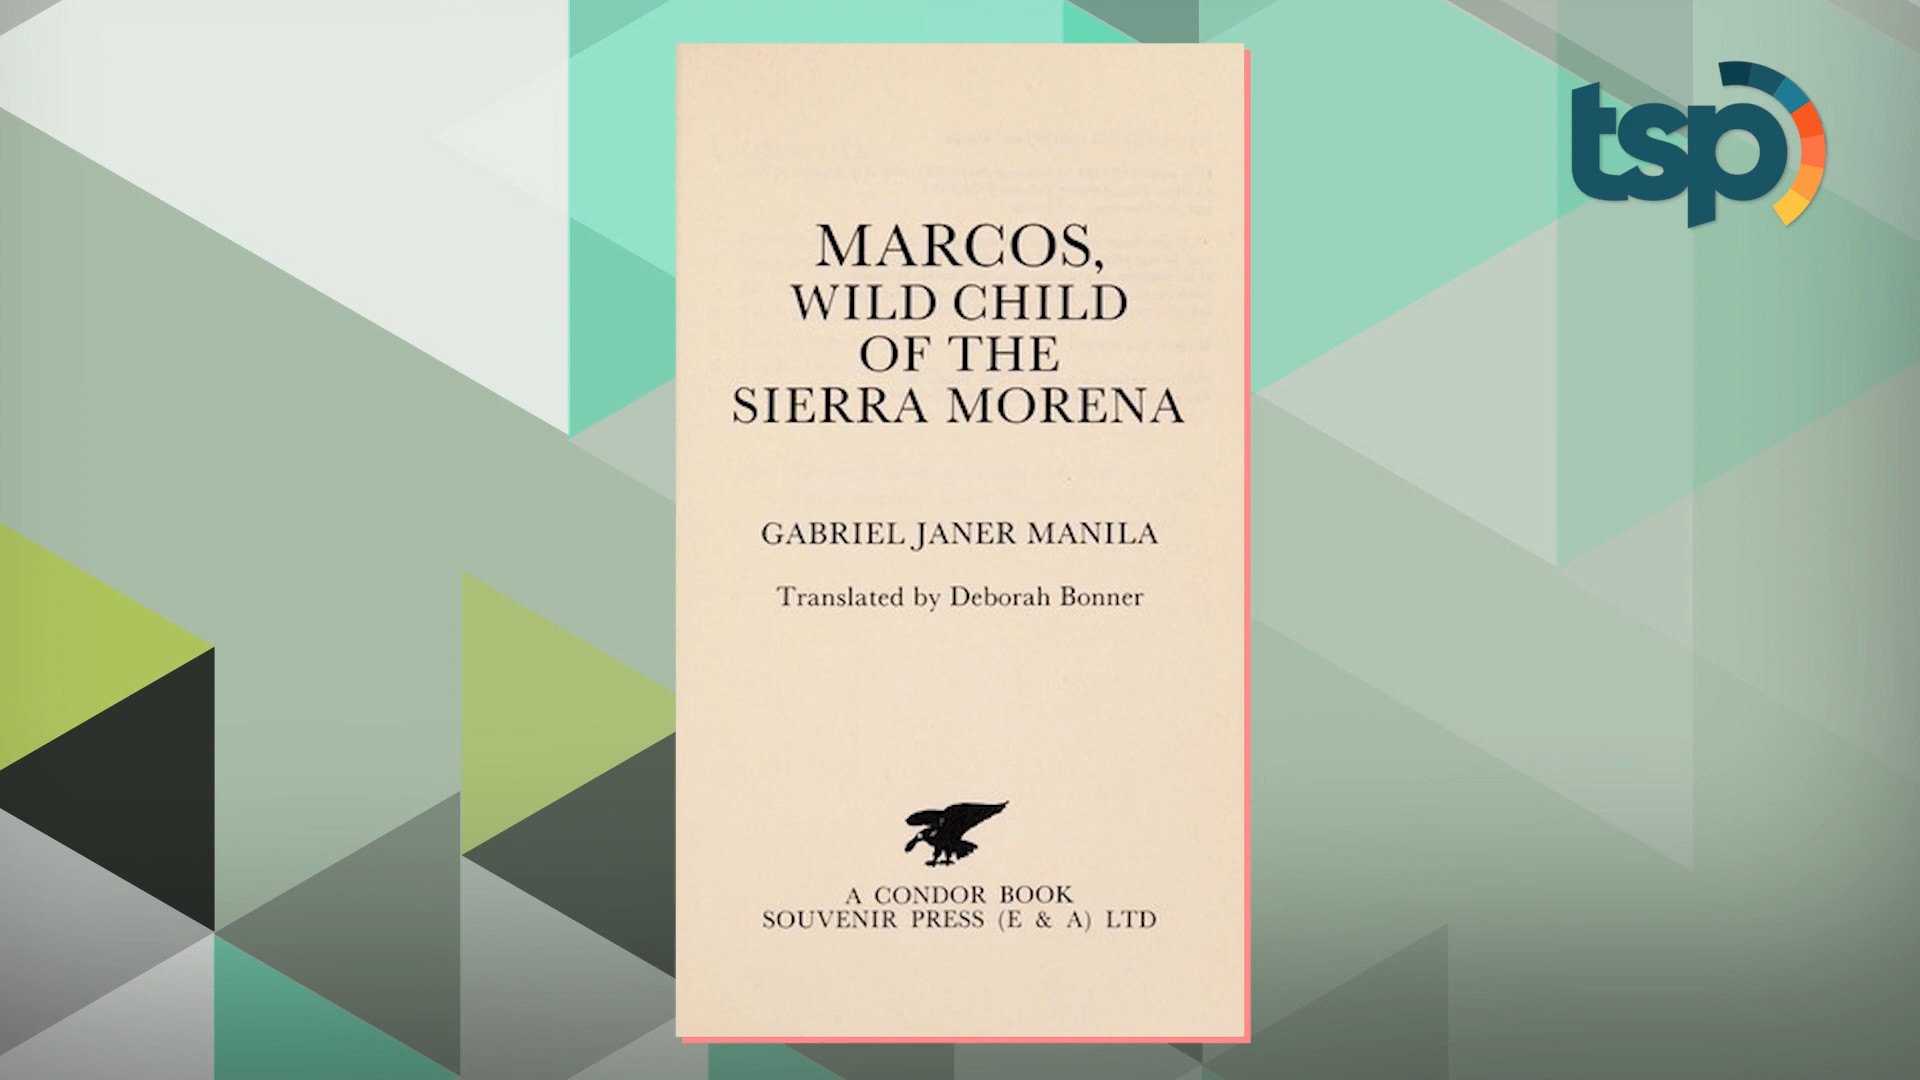 tsp
MARCOS,
WILD CHILD
OF THE
SIERRA MORENA
GABRIEL JANER MANILA
Translated by Deborah Bonner
A CONDOR BOOK
SOUVENIR PRESS (E & A) LTD